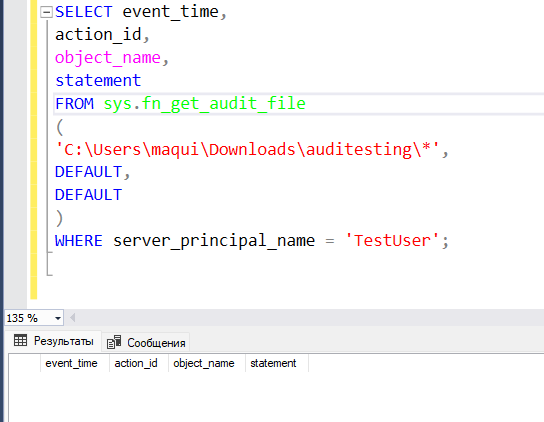 SELECT event_time,
action_id,
object_name,
statement
FROM sys.fn_get_audit_file
(
'C:\Users\maqui\Downloads\auditesting\*',
DEFAULT,
DEFAULT
)
WHERE server_principal_name = 'TestUser';
135 %
Результаты Сообщения
event_time action_id object_name statement